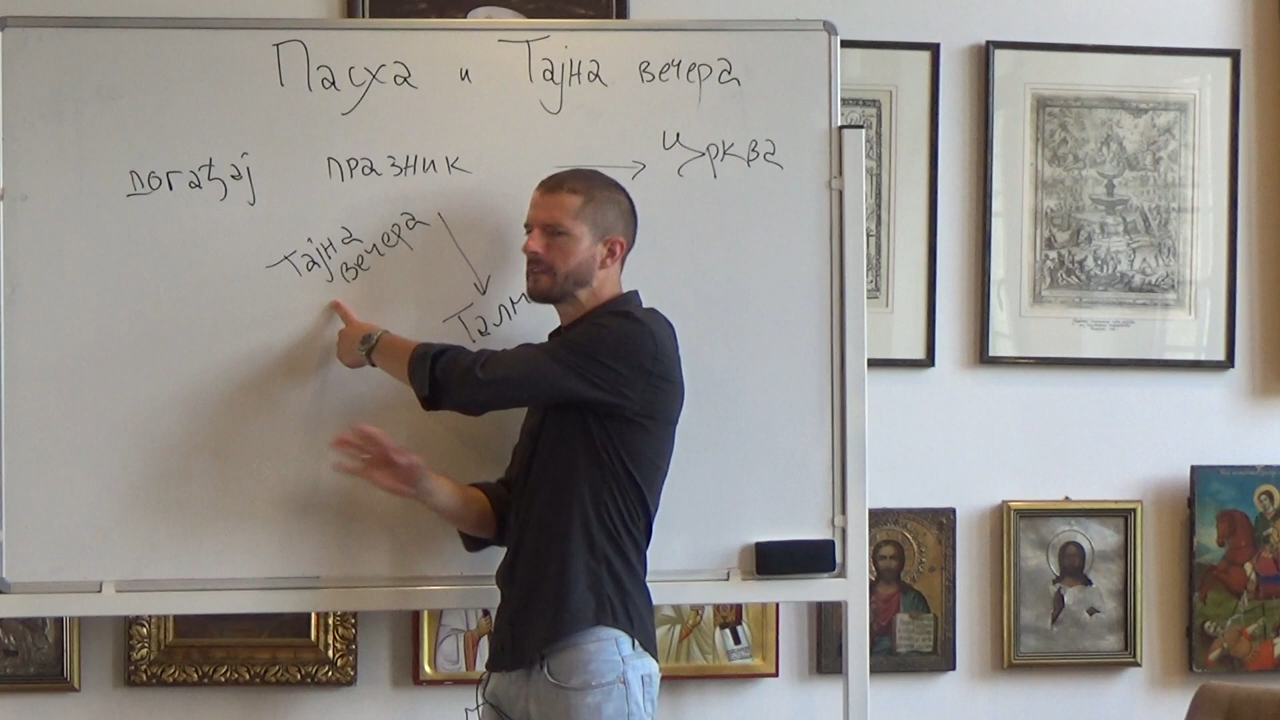 Пасха и Тајна вечера
догађај празник → Црква
Тајна
вечера